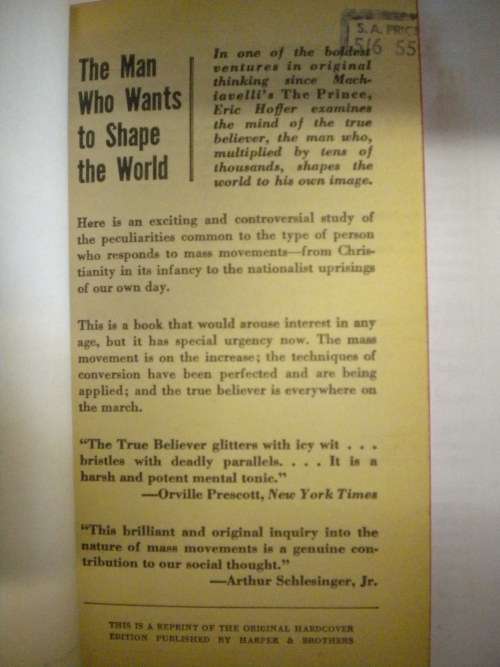 S. A. PRIC
5/6 55
The Man
Who Wants
to Shape
the World
In one of the boldest
ventures in original
thinking since Mach-
iavelli's The Prince,
Eric Hoffer examines
the mind of the true
believer, the man who,
multiplied by tens of
thousands, shapes the
world to his own image.
Here is an exciting and controversial study of
the peculiarities common to the type of person
who responds to mass movements—from Chris-
tianity in its infancy to the nationalist uprisings
of our own day.
This is a book that would arouse interest in any
age, but it has special urgency now. The mass
movement is on the increase; the techniques of
conversion have been perfected and are being
applied; and the true believer is everywhere on
the march.
"The True Believer glitters with icy wit . . .
bristles with deadly parallels. . . . It is a
harsh and potent mental tonic."
—Orville Prescott, New York Times
"This brilliant and original inquiry into the
nature of mass movements is a genuine con-
tribution to our social thought."
—Arthur Schlesinger, Jr.
THIS IS A REPRINT OF THE ORIGINAL HARDCOVER
EDITION PUBLISHED BY HARPER & BROTHERS